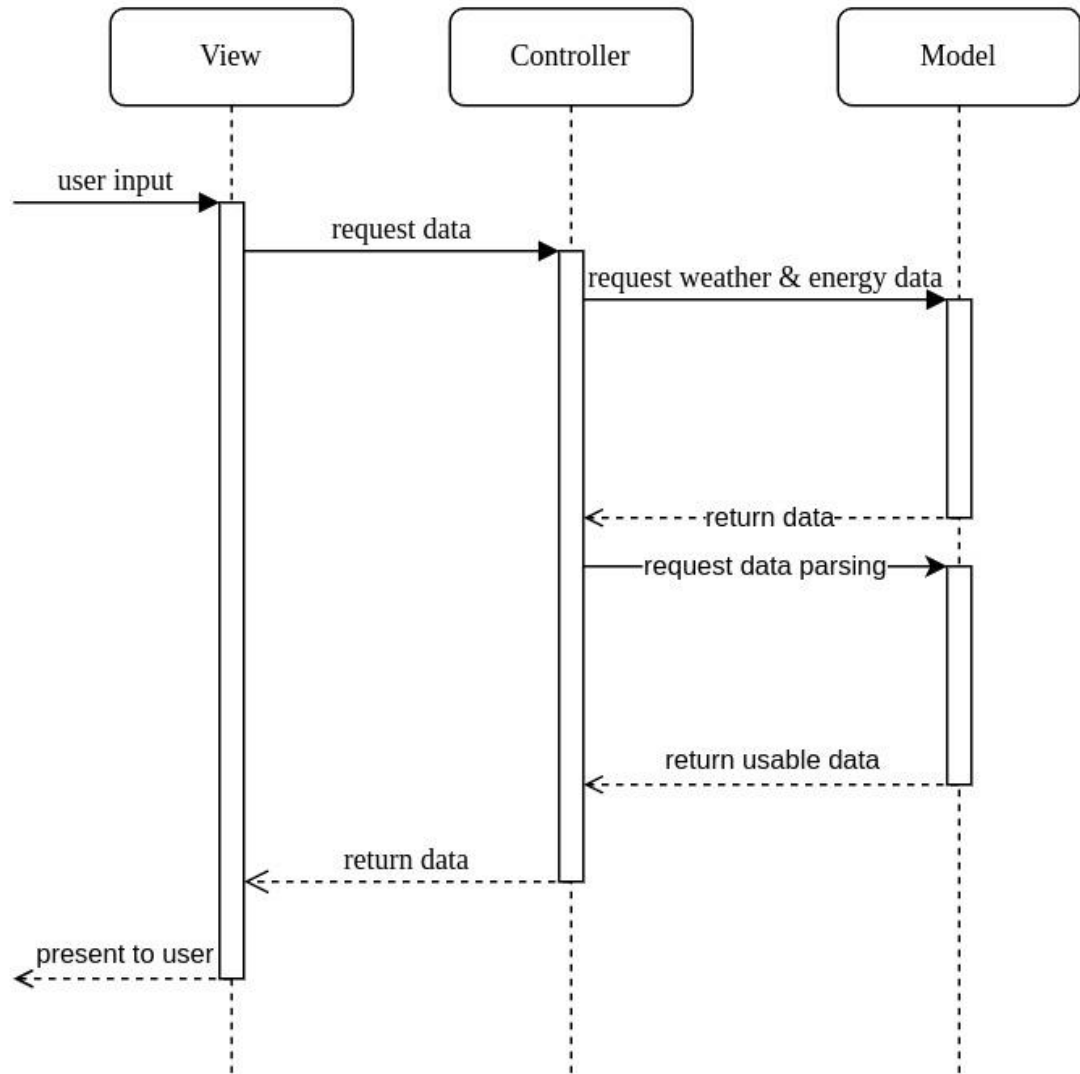 View
Controller
Model
user input
request data
request weather & energy data
return data
request data parsing
return usable data
return data
present to user